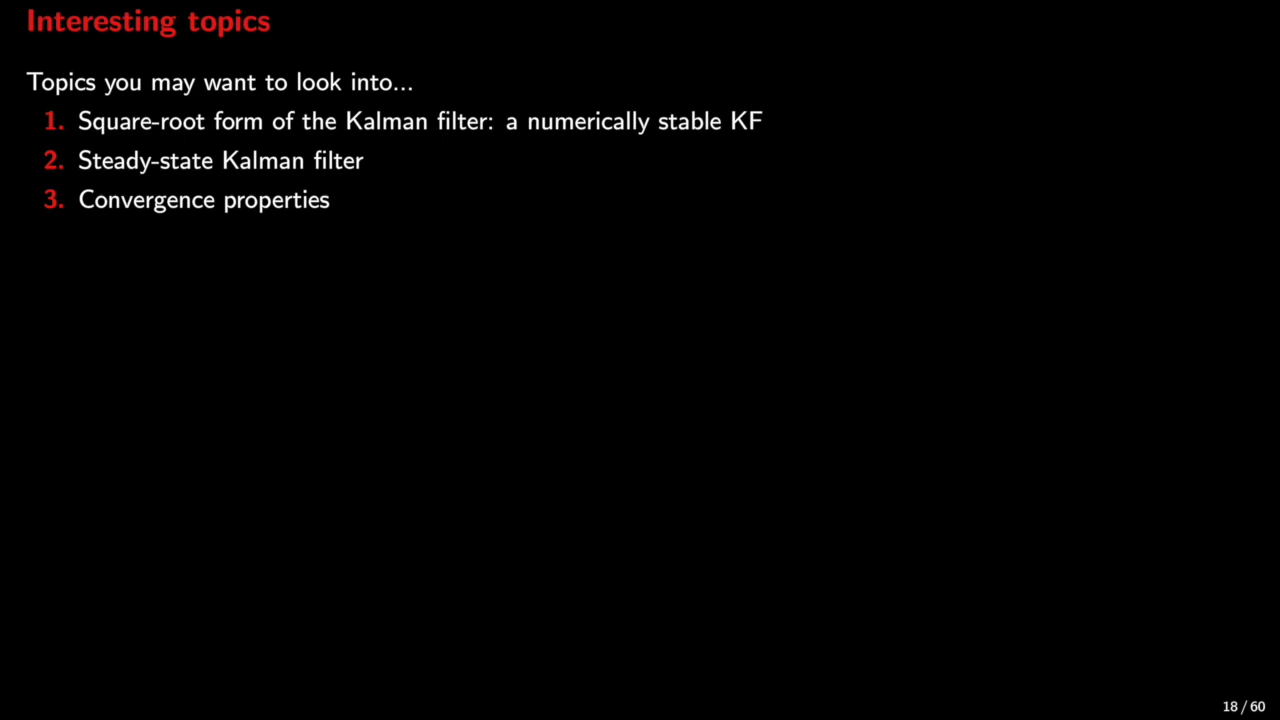 Interesting topics
Topics you may want to look into...
1. Square-root form of the Kalman filter: a numerically stable KF
2. Steady-state Kalman filter
3. Convergence properties
18 / 60